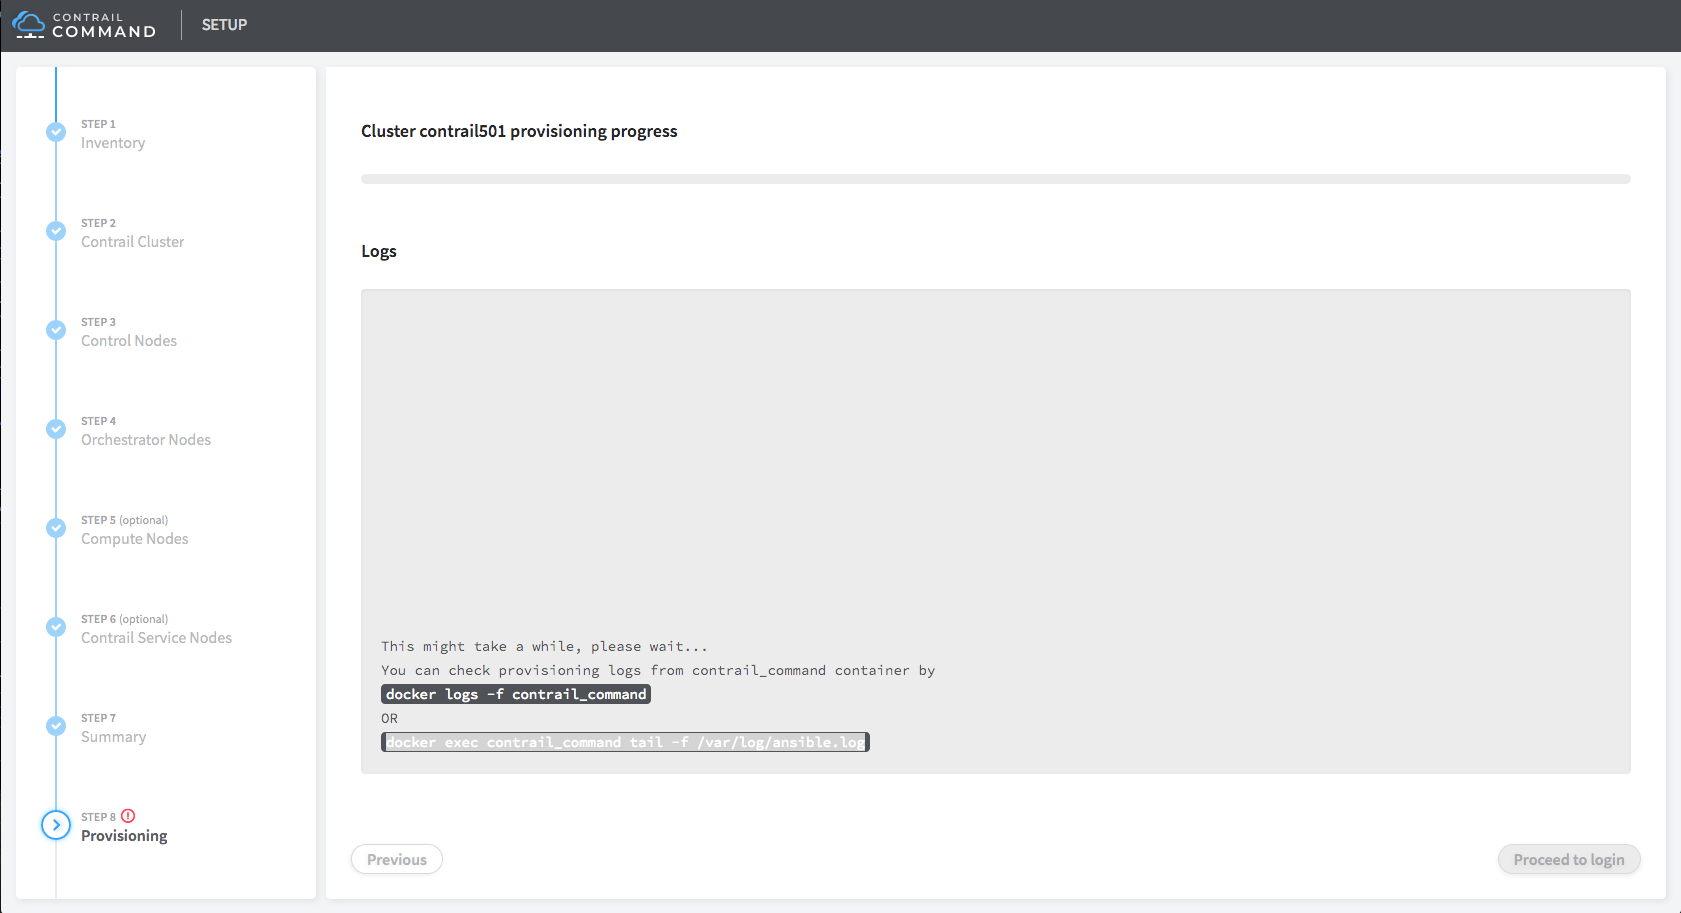 CONTRAIL
COMMAND
SETUP
STEP 1
Inventory
STEP 2
Contrail Cluster
STEP 3
Control Nodes
STEP 4
Orchestrator Nodes
STEP 5 (optional)
Compute Nodes
STEP 6 (optional)
Contrail Service Nodes
STEP 7
Summary
STEP 8
Provisioning
Cluster contrail501 provisioning progress
Logs
This might take a while, please wait...
You can check provisioning logs from contrail_command container by
docker logs -f contrail_command
OR
docker exec contrail_command tail -f /var/log/ansible.log
Previous
Proceed to login